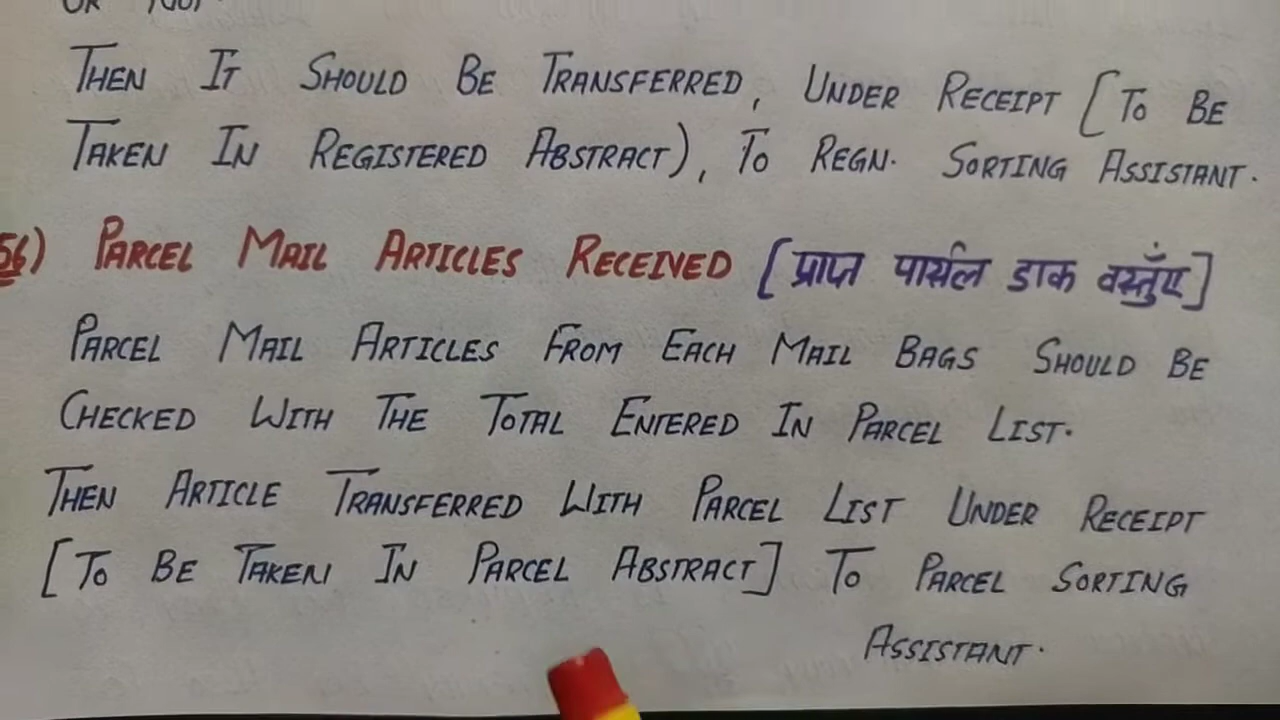 Then It Should Be Transferred, Under Receipt [To Be
Taken In Registered Abstract), To Regn. Sorting Assistant.
56) Parcel Mail Articles Received [प्राप्त पार्सल डाक वस्तुएँ]
Parcel Mail Articles From Each Mail Bags Should Be
Checked With The Total Entered In Parcel List.
Then Article Transferred With Parcel List Under Receipt
[To Be Taken In Parcel Abstract] To Parcel Sorting
Assistant.